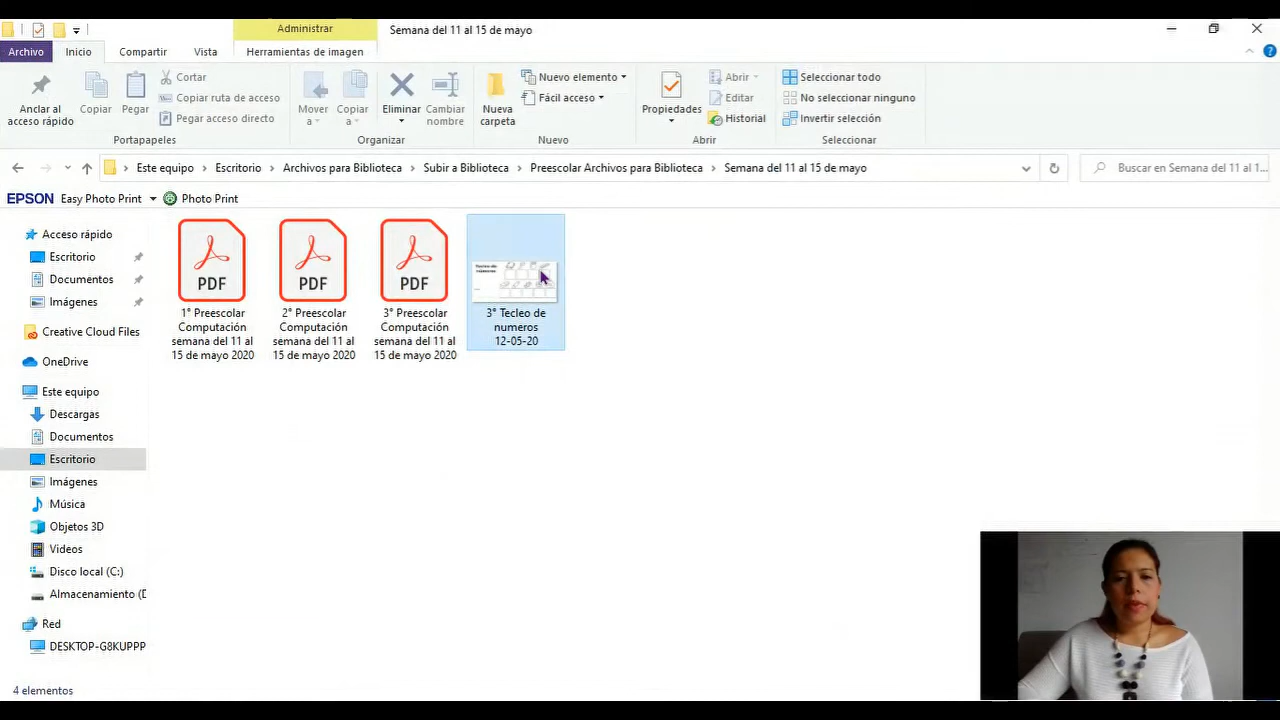 Administrar
Semana del 11 al 15 de mayo
Archivo
Inicio
Compartir
Vista
Herramientas de imagen
Anclar al acceso rápido
Copiar
Pegar
Cortar
Copiar ruta de acceso
Pegar acceso directo
Portapapeles
Mover a
Copiar a
Eliminar
Cambiar nombre
Organizar
Nueva carpeta
Nuevo elemento
Fácil acceso
Nuevo
Propiedades
Abrir
Editar
Historial
Abrir
Seleccionar todo
No seleccionar ninguno
Invertir selección
Seleccionar
Este equipo
Escritorio
Archivos para Biblioteca
Subir a Biblioteca
Preescolar Archivos para Biblioteca
Semana del 11 al 15 de mayo
Buscar en Semana del 11 al 1...
EPSON
Easy Photo Print
Photo Print
Acceso rápido
Escritorio
Documentos
Imágenes
Creative Cloud Files
OneDrive
Este equipo
Descargas
Documentos
Escritorio
Imágenes
Música
Objetos 3D
Videos
Disco local (C:)
Almacenamiento (D
Red
DESKTOP-G8KUPPP
PDF
1° Preescolar
Computación
semana del 11 al
15 de mayo 2020
PDF
2° Preescolar
Computación
semana del 11 al
15 de mayo 2020
PDF
3° Preescolar
Computación
semana del 11 al
15 de mayo 2020
Tecleo de
números
3° Tecleo de
numeros
12-05-20
4 elementos